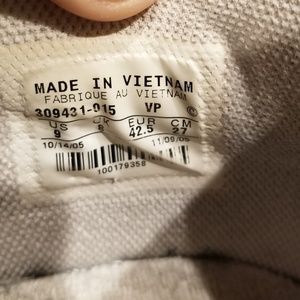 MADE IN VIETNAM
FABRIQUE AU VIETNAM
309431-015 VP
US UK EUR CM
9 8 42.5 27
10/14/05 11/09/05
100179358